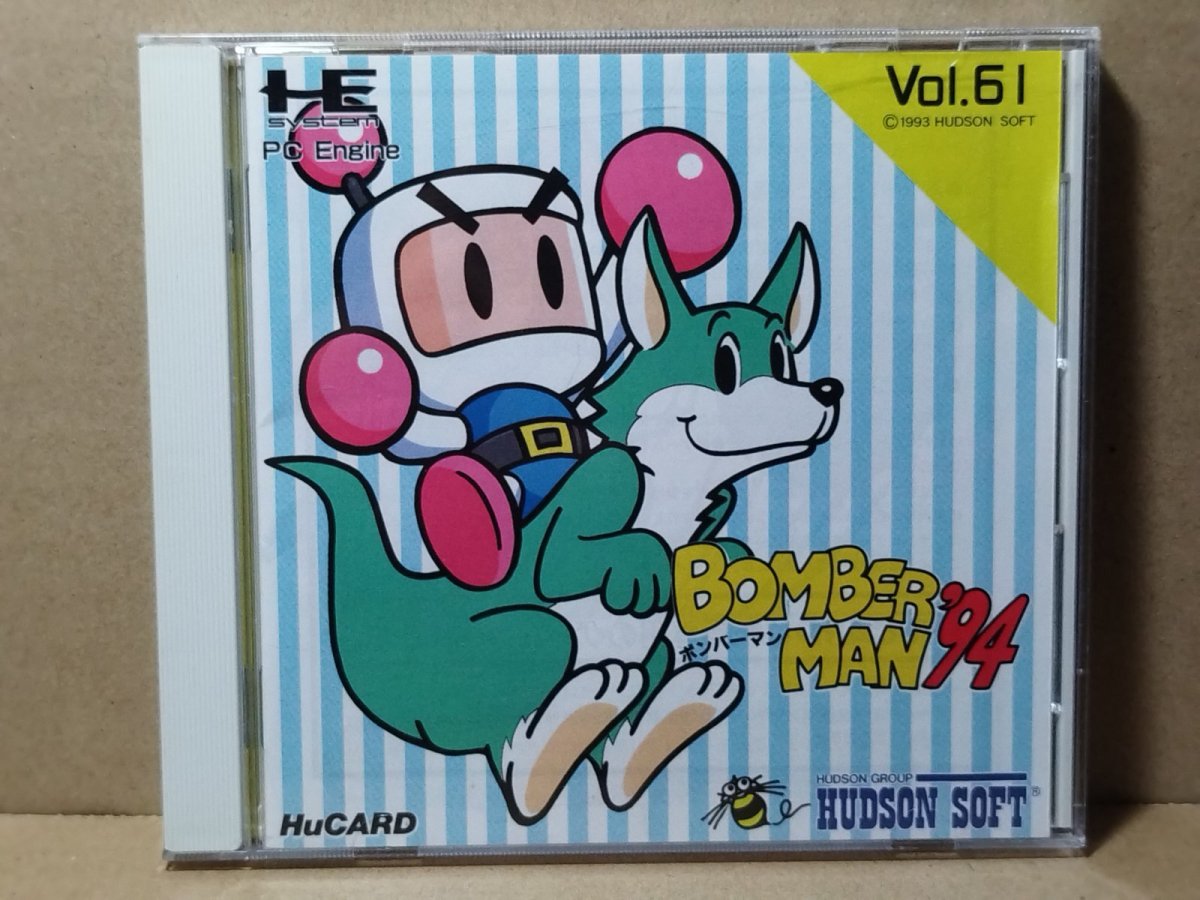 HE
system
PC Engine
Vol.61
©1993 HUDSON SOFT
BOMBER
MAN '94
ボンバーマン
HUDSON GROUP
HUDSON SOFT®
HuCARD